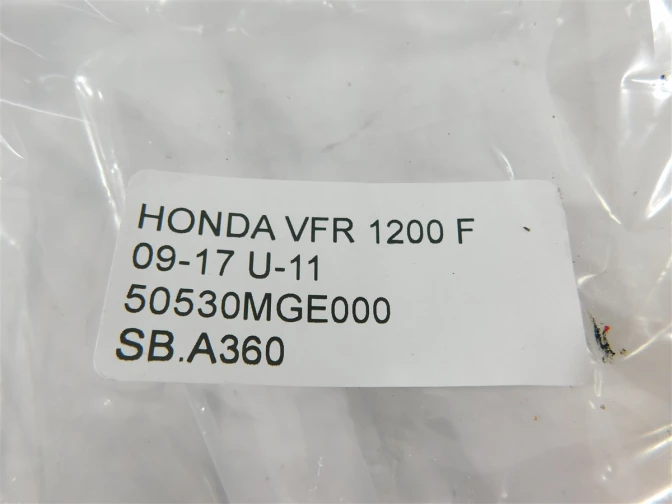 HONDA VFR 1200 F
09-17 U-11
50530MGE000
SB.A360